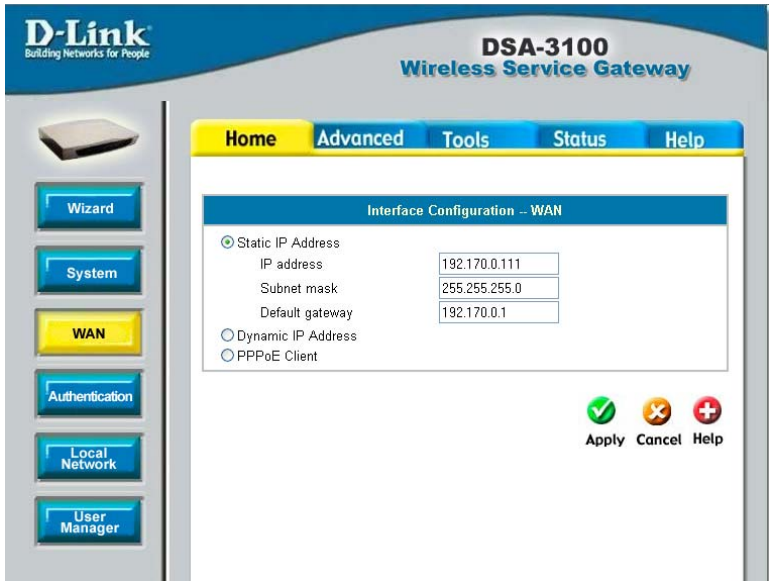 D-Link
Building Networks for People
DSA-3100
Wireless Service Gateway
Home
Advanced
Tools
Status
Help
Wizard
System
WAN
Authentication
Local
Network
User
Manager
Interface Configuration -- WAN
Static IP Address
IP address 192.170.0.111
Subnet mask 255.255.255.0
Default gateway 192.170.0.1
Dynamic IP Address
PPPoE Client
Apply Cancel Help